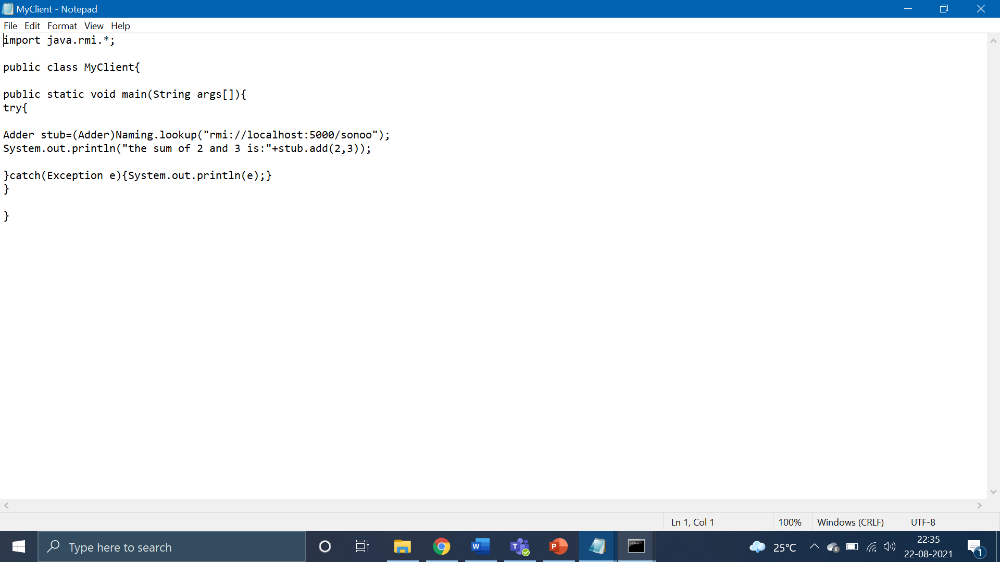 MyClient - Notepad
File Edit Format View Help
import java.rmi.*;
public class MyClient{
public static void main(String args[]){
try{
Adder stub=(Adder)Naming.lookup("rmi://localhost:5000/sonoo");
System.out.println("the sum of 2 and 3 is:"+stub.add(2,3));
}catch(Exception e){System.out.println(e);}
}
}
Ln 1, Col 1 100% Windows (CRLF) UTF-8
Type here to search
25°C
22:35
22-08-2021
1